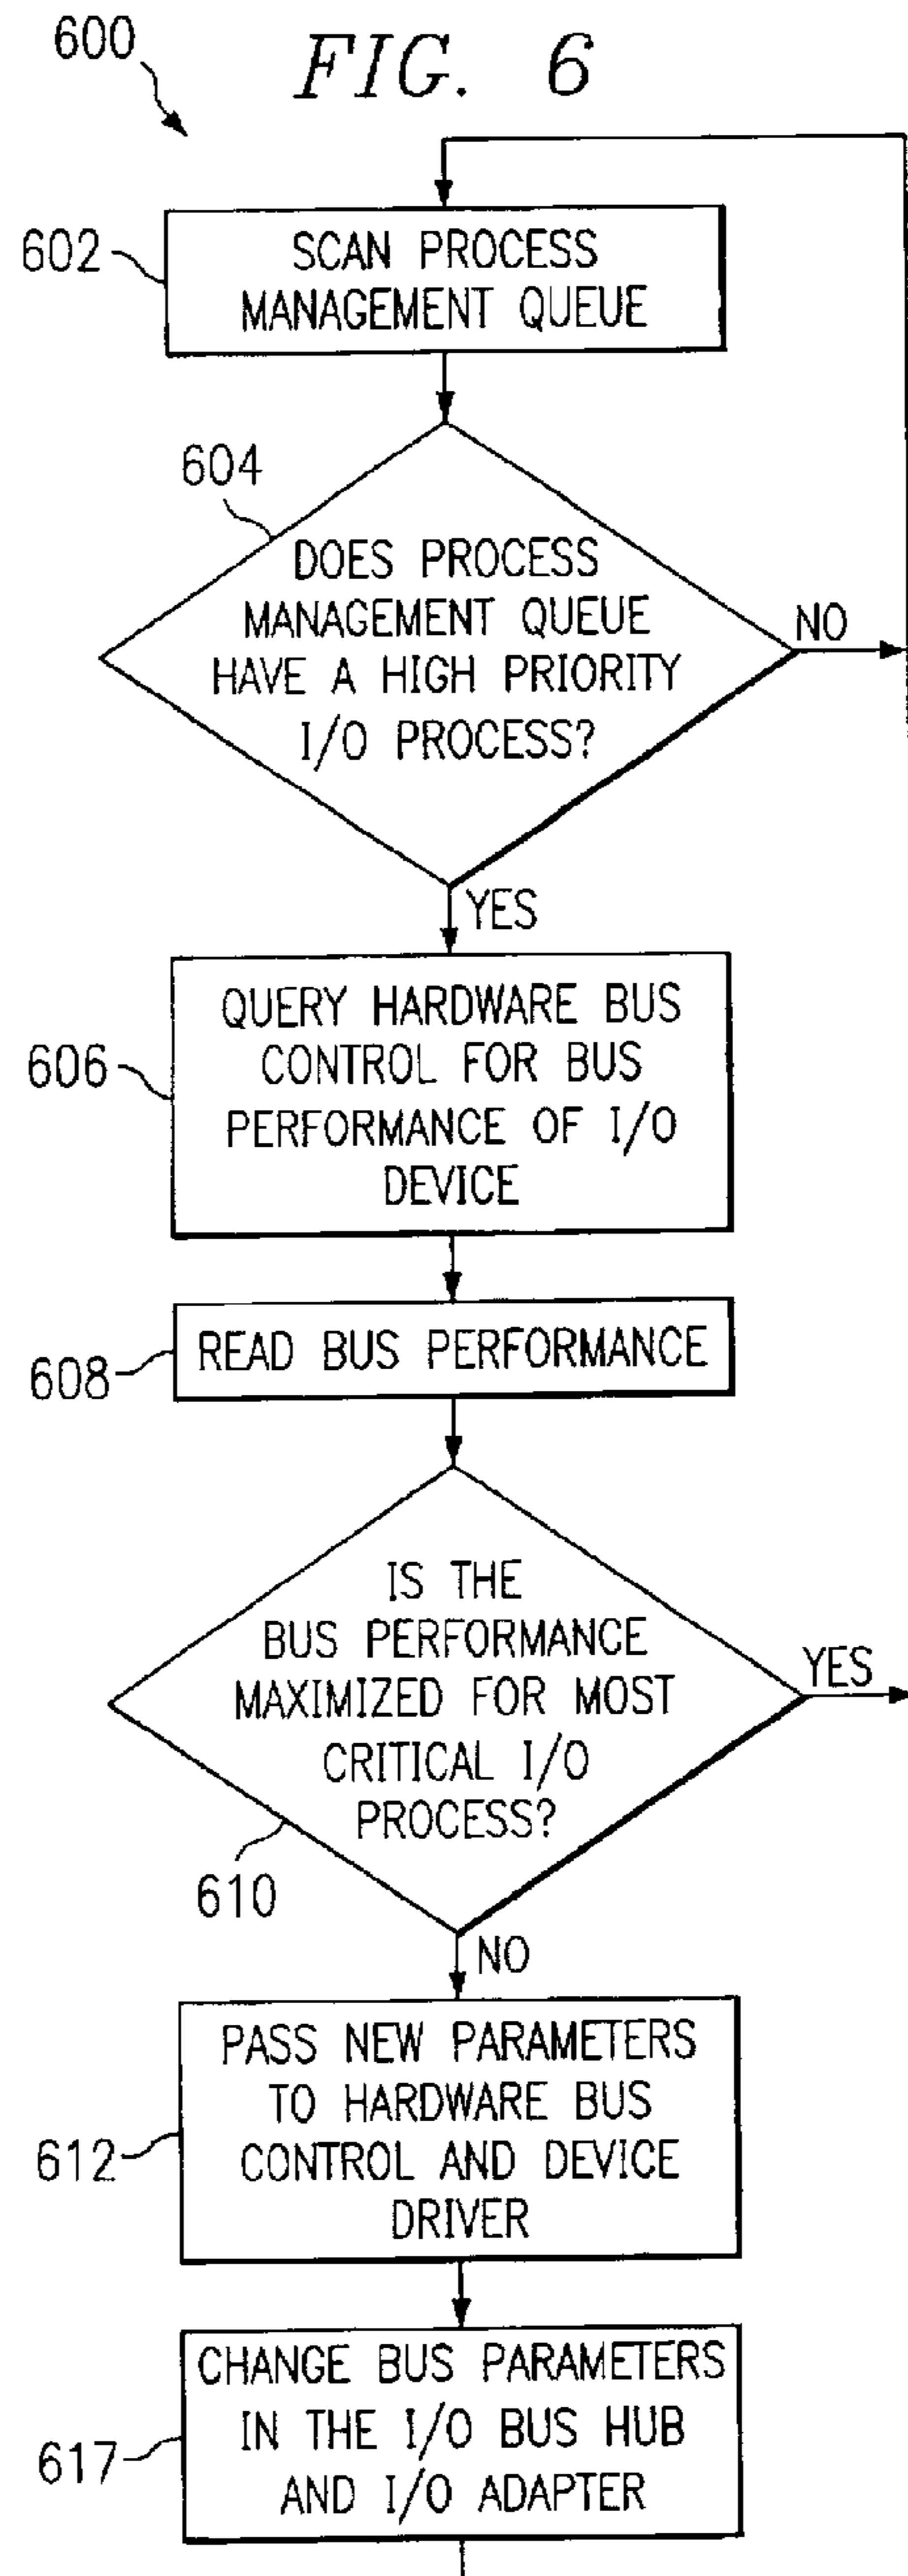 600
FIG. 6
602
SCAN PROCESS
MANAGEMENT QUEUE
604
DOES PROCESS
MANAGEMENT QUEUE
HAVE A HIGH PRIORITY
I/O PROCESS?
NO
YES
606
QUERY HARDWARE BUS
CONTROL FOR BUS
PERFORMANCE OF I/O
DEVICE
608
READ BUS PERFORMANCE
IS THE
BUS PERFORMANCE
MAXIMIZED FOR MOST
CRITICAL I/O
PROCESS?
YES
610
NO
612
PASS NEW PARAMETERS
TO HARDWARE BUS
CONTROL AND DEVICE
DRIVER
617
CHANGE BUS PARAMETERS
IN THE I/O BUS HUB
AND I/O ADAPTER